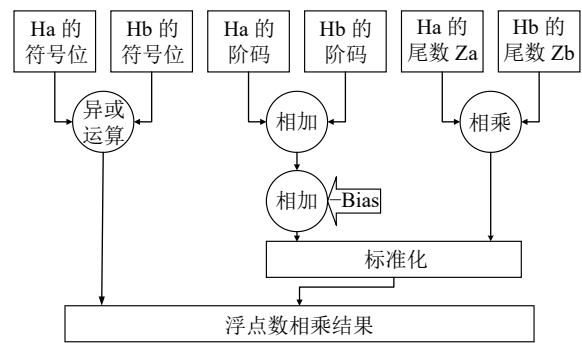 Ha 的
符号位
Hb 的
符号位
Ha 的
阶码
Hb 的
阶码
Ha 的
尾数 Za
Hb 的
尾数 Zb
异或
运算
相加
相乘
相加
−Bias
标准化
浮点数相乘结果